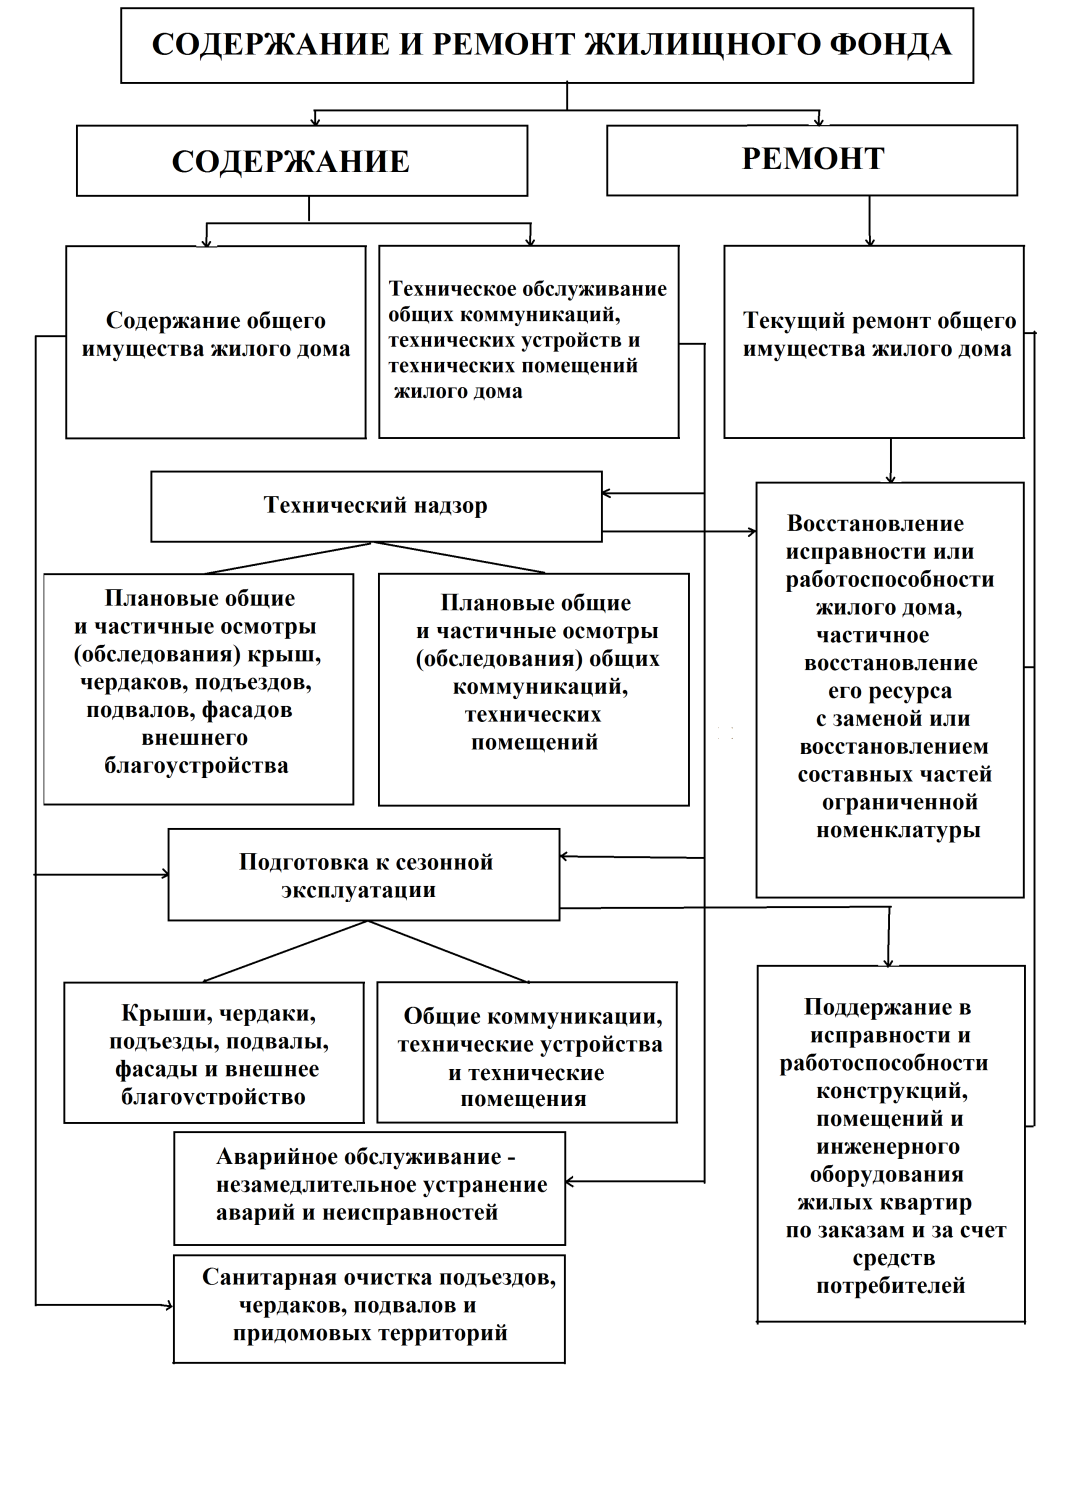 СОДЕРЖАНИЕ И РЕМОНТ ЖИЛИЩНОГО ФОНДА
СОДЕРЖАНИЕ
РЕМОНТ
Содержание общего
имущества жилого дома
Техническое обслуживание
общих коммуникаций,
технических устройств и
технических помещений
жилого дома
Текущий ремонт общего
имущества жилого дома
Технический надзор
Восстановление
исправности или
работоспособности
жилого дома,
частичное
восстановление
его ресурса
с заменой или
восстановлением
составных частей
ограниченной
номенклатуры
Плановые общие
и частичные осмотры
(обследования) крыш,
чердаков, подъездов,
подвалов, фасадов
внешнего
благоустройства
Плановые общие
и частичные осмотры
(обследования) общих
коммуникаций,
технических
помещений
Подготовка к сезонной
эксплуатации
Крыши, чердаки,
подъезды, подвалы,
фасады и внешнее
благоустройство
Общие коммуникации,
технические устройства
и технические
помещения
Поддержание в
исправности и
работоспособности
конструкций,
помещений и
инженерного
оборудования
жилых квартир
по заказам и за счет
средств
потребителей
Аварийное обслуживание -
незамедлительное устранение
аварий и неисправностей
Санитарная очистка подъездов,
чердаков, подвалов и
придомовых территорий